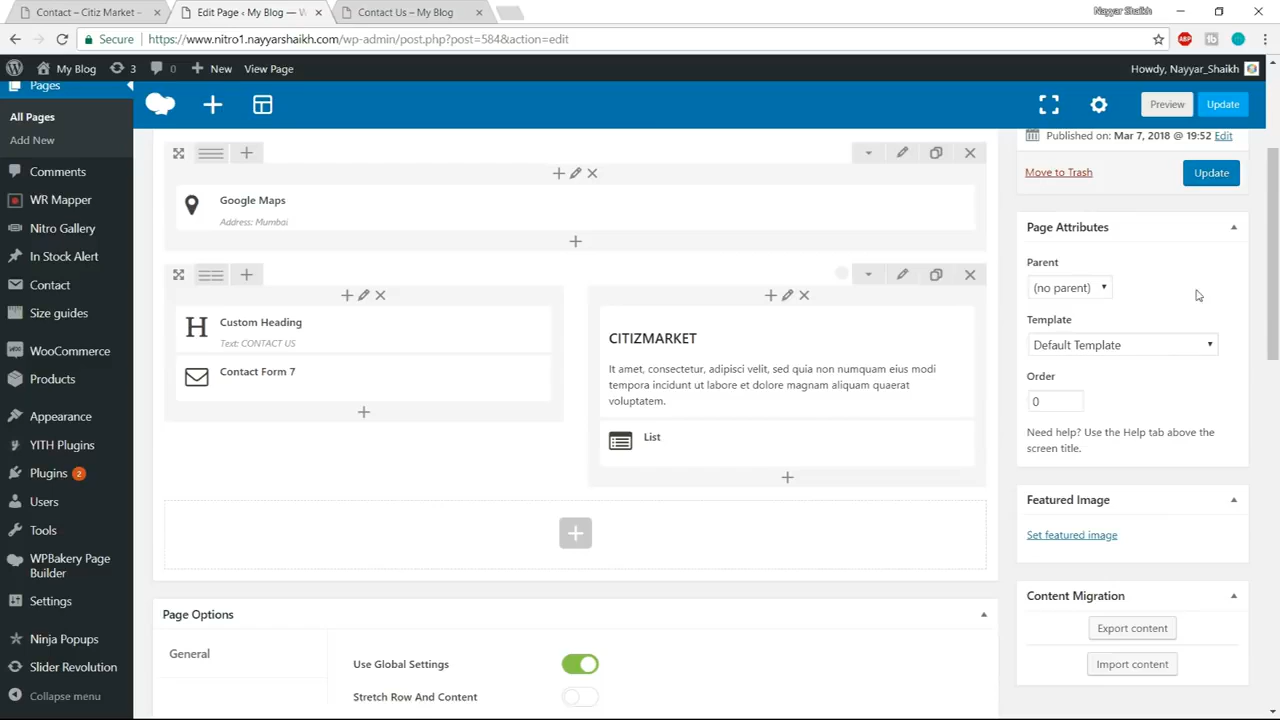 Contact – Citiz Market –
Edit Page ‹ My Blog — W
Contact Us – My Blog
Nayyar Shaikh
Secure
https://www.nitro1.nayyarshaikh.com/wp-admin/post.php?post=584&action=edit
ABP
My Blog
3
0
New
View Page
Howdy, Nayyar_Shaikh
Pages
All Pages
Add New
Comments
WR Mapper
Nitro Gallery
In Stock Alert
Contact
Size guides
WooCommerce
Products
Appearance
YITH Plugins
Plugins 2
Users
Tools
WPBakery Page
Builder
Settings
Ninja Popups
Slider Revolution
Collapse menu
Preview
Update
Google Maps
Address: Mumbai
Custom Heading
Text: CONTACT US
Contact Form 7
CITIZMARKET
It amet, consectetur, adipisci velit, sed quia non numquam eius modi
tempora incidunt ut labore et dolore magnam aliquam quaerat
voluptatem.
List
Page Options
General
Use Global Settings
Stretch Row And Content
Published on: Mar 7, 2018 @ 19:52 Edit
Move to Trash
Update
Page Attributes
Parent
(no parent)
Template
Default Template
Order
0
Need help? Use the Help tab above the
screen title.
Featured Image
Set featured image
Content Migration
Export content
Import content